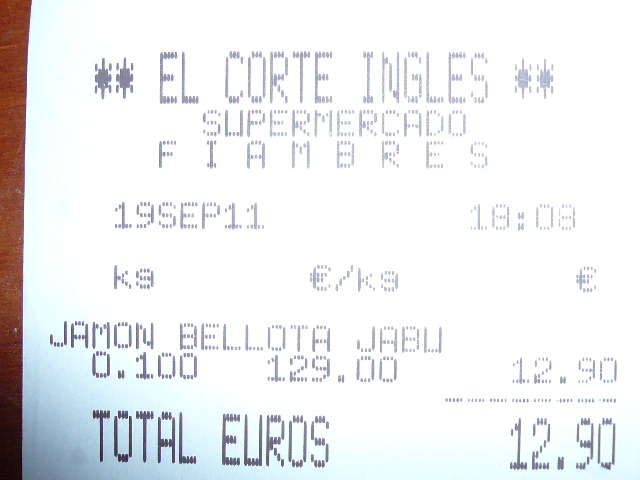 ** EL CORTE INGLES **
SUPERMERCADO
FIAMBRES
19SEP11 18:08
kg €/kg €
JAMON BELLOTA JABU
0.100 129.00 12.90
TOTAL EUROS 12.90